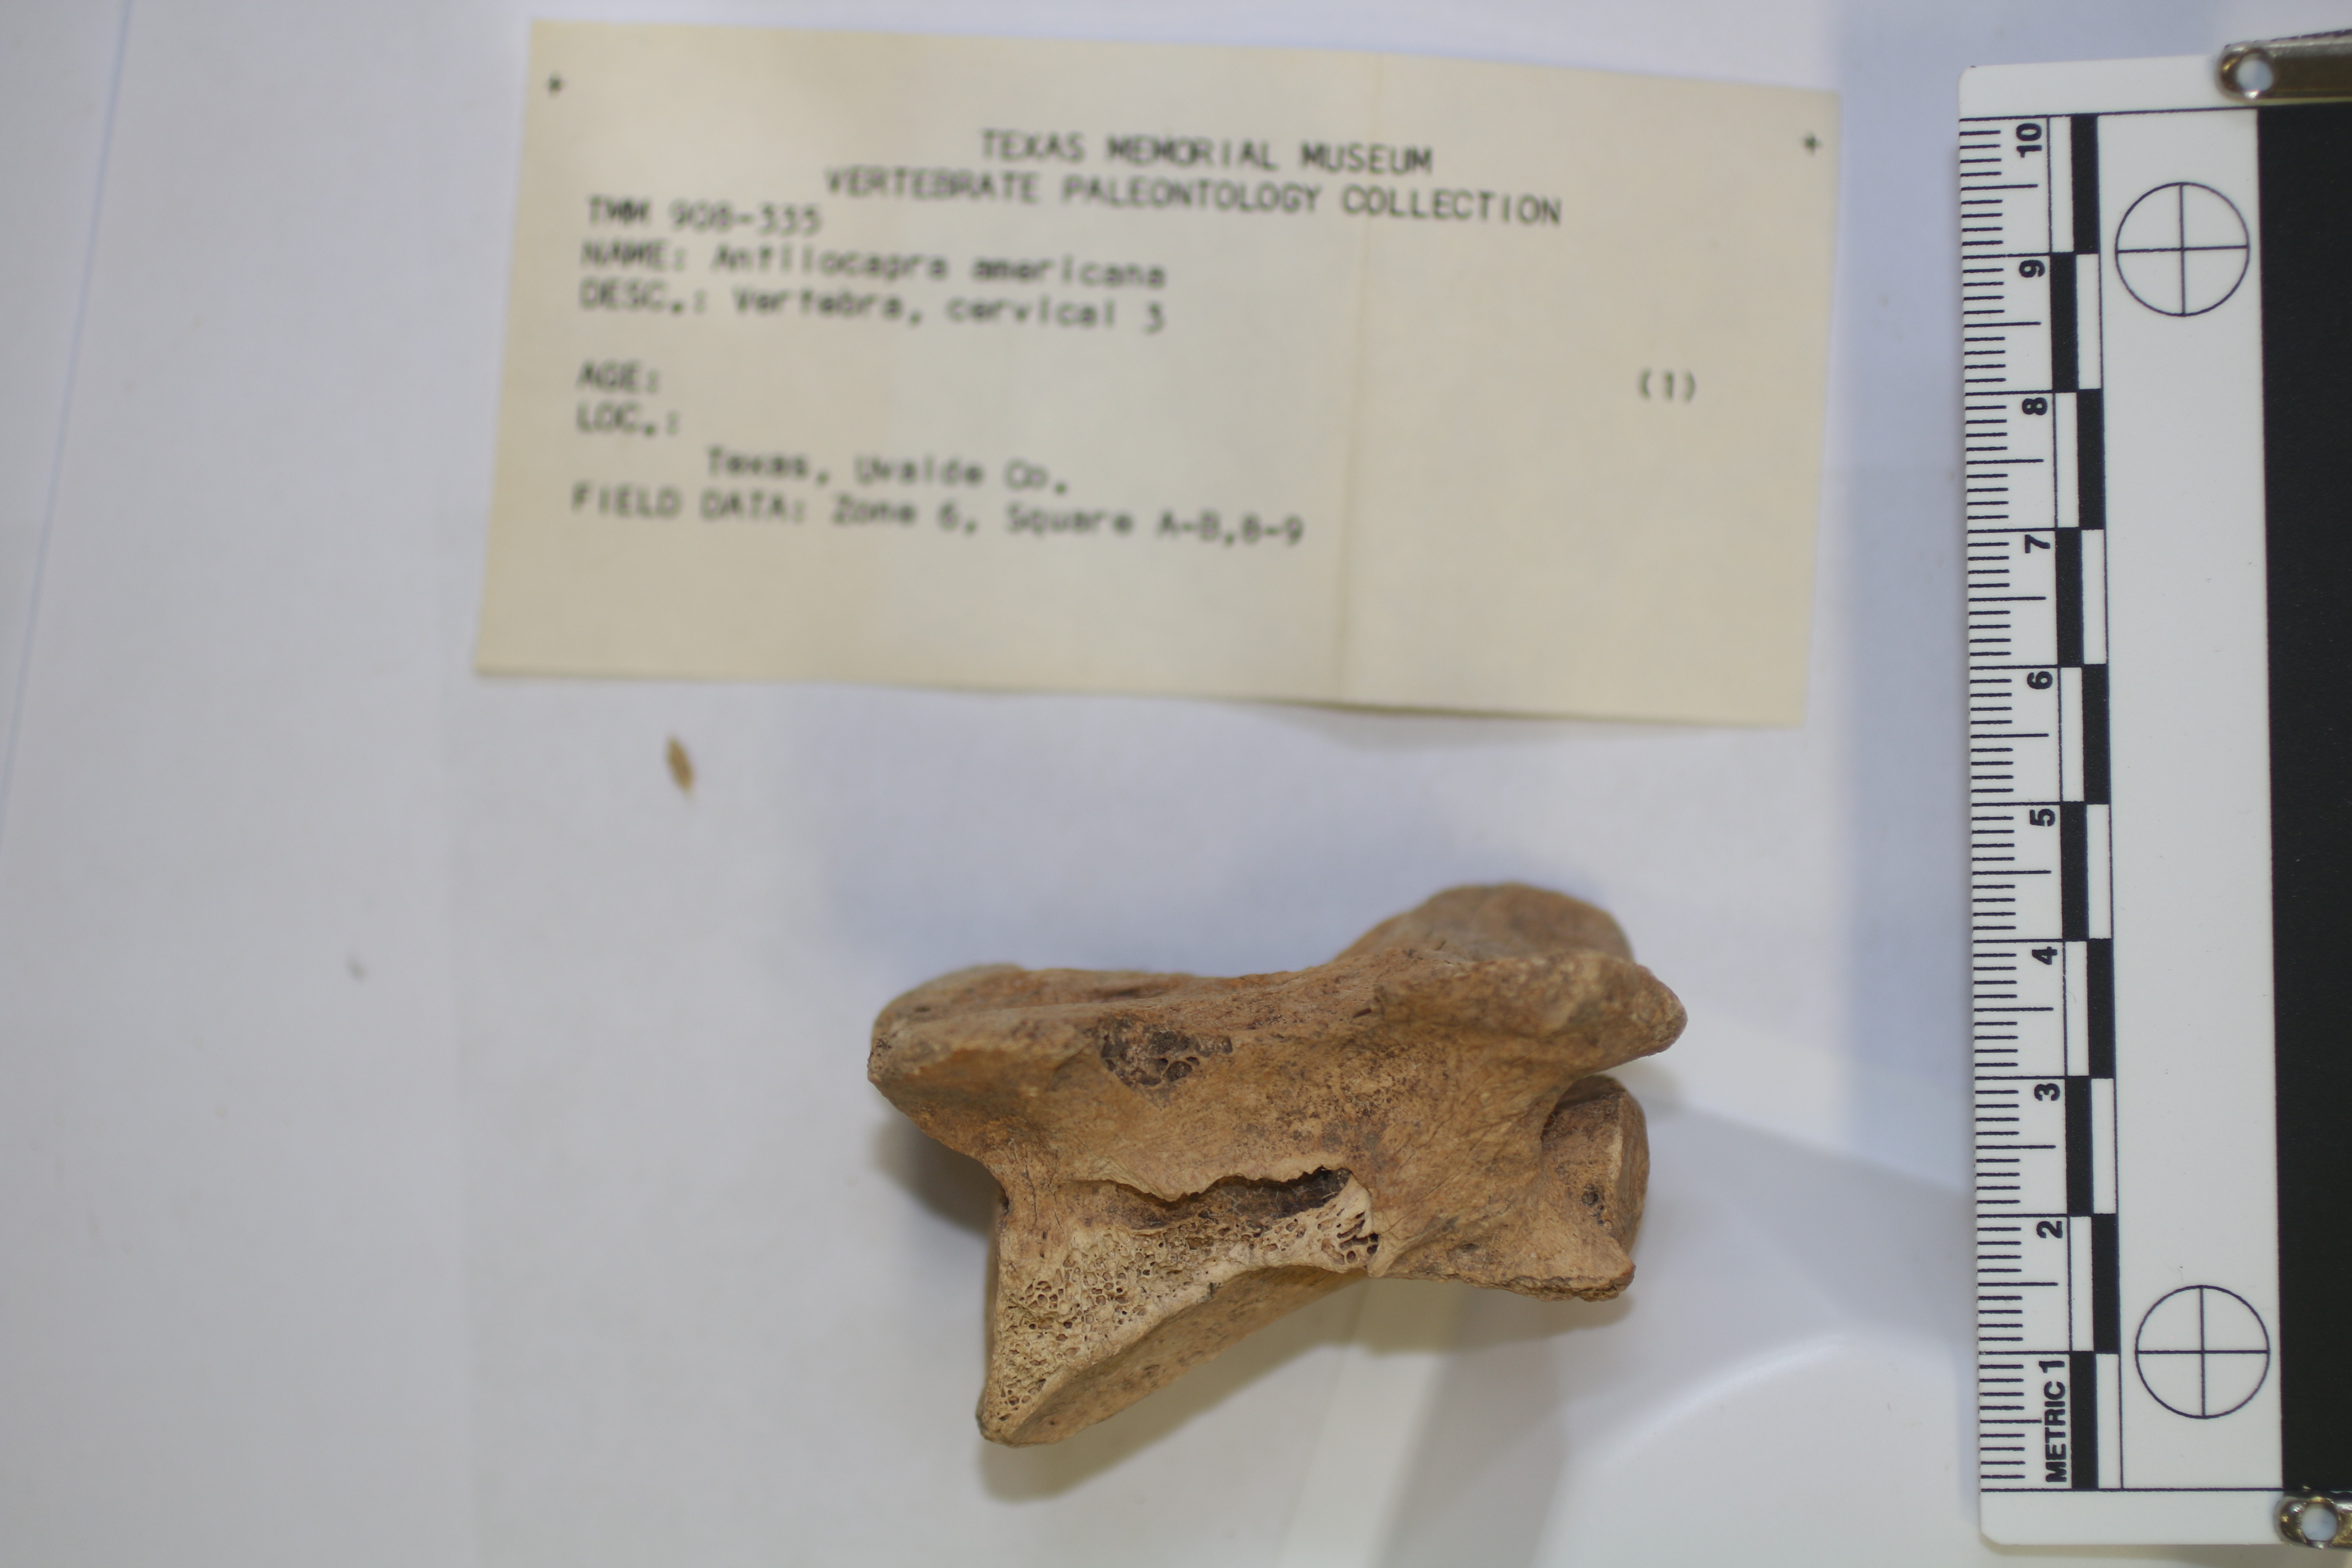 TEXAS MEMORIAL MUSEUM
VERTEBRATE PALEONTOLOGY COLLECTION
TMM 908-335
NAME: Antilocapra americana
DESC.: Vertebra, cervical 3
(1)
AGE:
LOC.:
Texas, Uvalde Co.
FIELD DATA: Zone 6, Square A-B,8-9
METRIC 1 2 3 4 5 6 7 8 9 10